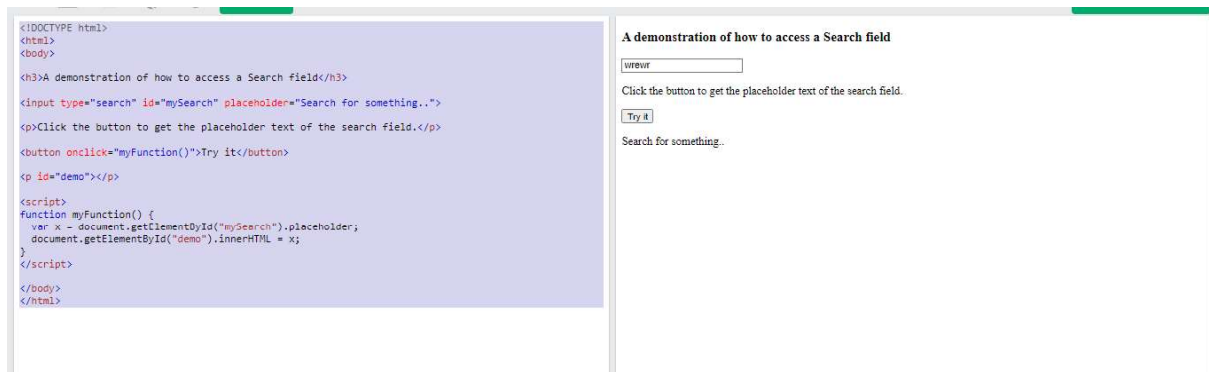 <!DOCTYPE html>
<html>
<body>
<h3>A demonstration of how to access a Search field</h3>
<input type="search" id="mySearch" placeholder="Search for something..">
<p>Click the button to get the placeholder text of the search field.</p>
<button onclick="myFunction()">Try it</button>
<p id="demo"></p>
<script>
function myFunction() {
var x = document.getElementById("mySearch").placeholder;
document.getElementById("demo").innerHTML = x;
}
</script>
</body>
</html>
A demonstration of how to access a Search field
wrewr
Click the button to get the placeholder text of the search field.
Try it
Search for something..